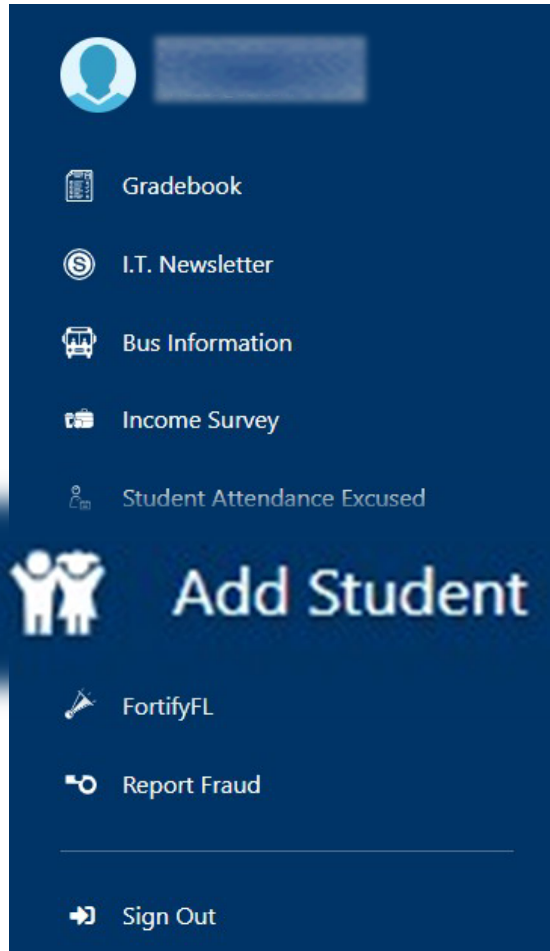 Gradebook
I.T. Newsletter
Bus Information
Income Survey
Student Attendance Excused
Add Student
FortifyFL
Report Fraud
Sign Out